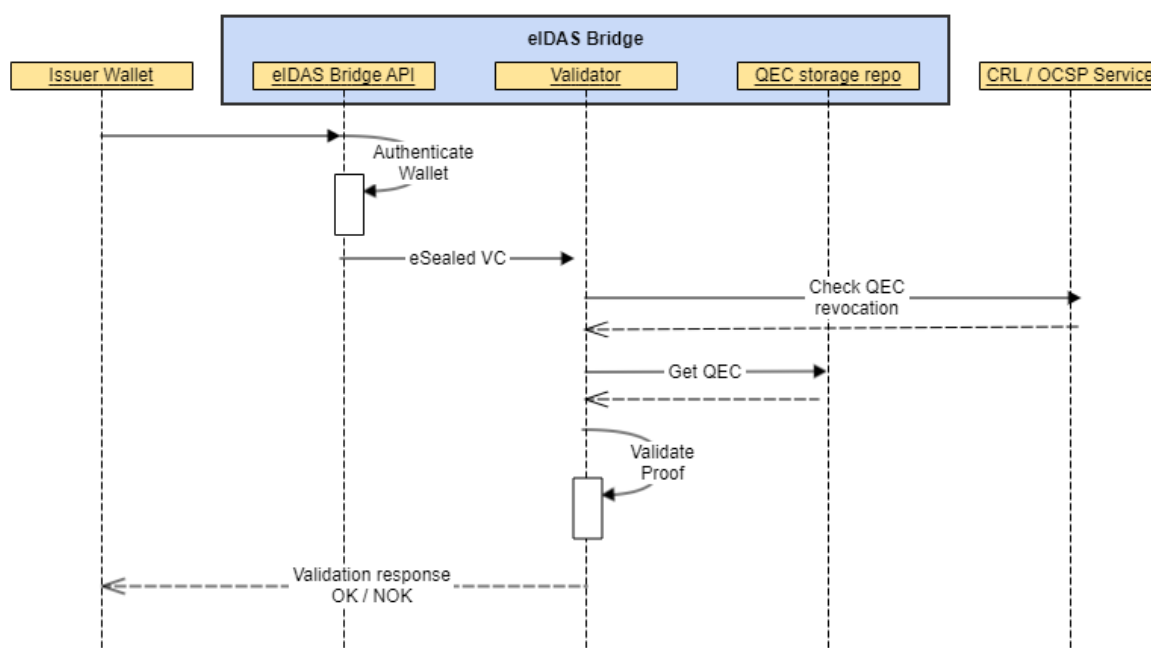 eIDAS Bridge
Issuer Wallet
eIDAS Bridge API
Validator
QEC storage repo
CRL / OCSP Service
Authenticate
Wallet
eSealed VC
Check QEC
revocation
Get QEC
Validate
Proof
Validation response
OK / NOK